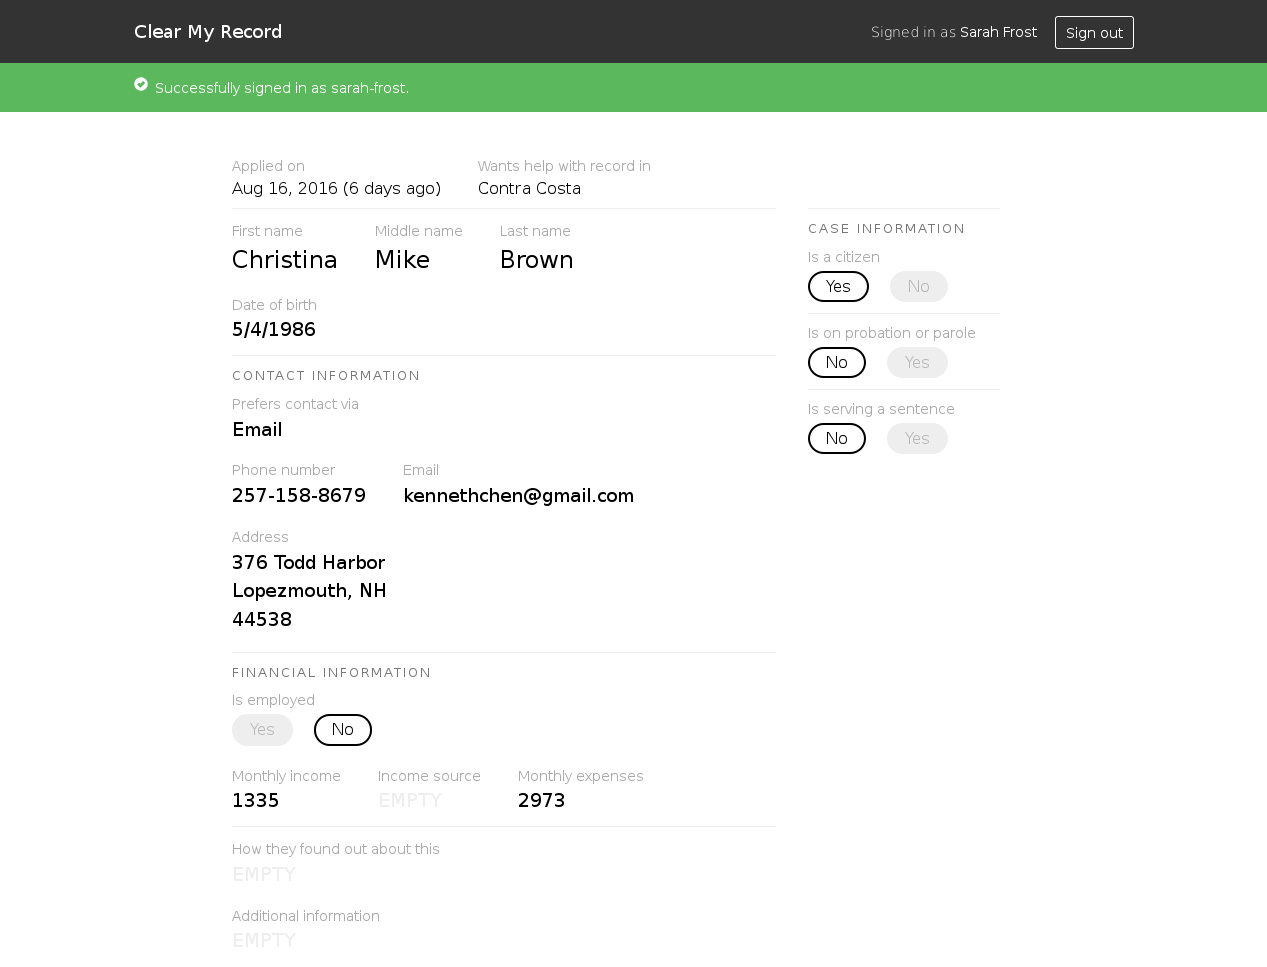 Clear My Record
Signed in as Sarah Frost
Sign out
Successfully signed in as sarah-frost.
Applied on
Aug 16, 2016 (6 days ago)
Wants help with record in
Contra Costa
First name
Christina
Middle name
Mike
Last name
Brown
Date of birth
5/4/1986
CONTACT INFORMATION
Prefers contact via
Email
Phone number
257-158-8679
Email
kennethchen@gmail.com
Address
376 Todd Harbor
Lopezmouth, NH
44538
FINANCIAL INFORMATION
Is employed
Yes No
Monthly income
1335
Income source
EMPTY
Monthly expenses
2973
How they found out about this
EMPTY
Additional information
EMPTY
CASE INFORMATION
Is a citizen
Yes No
Is on probation or parole
No Yes
Is serving a sentence
No Yes